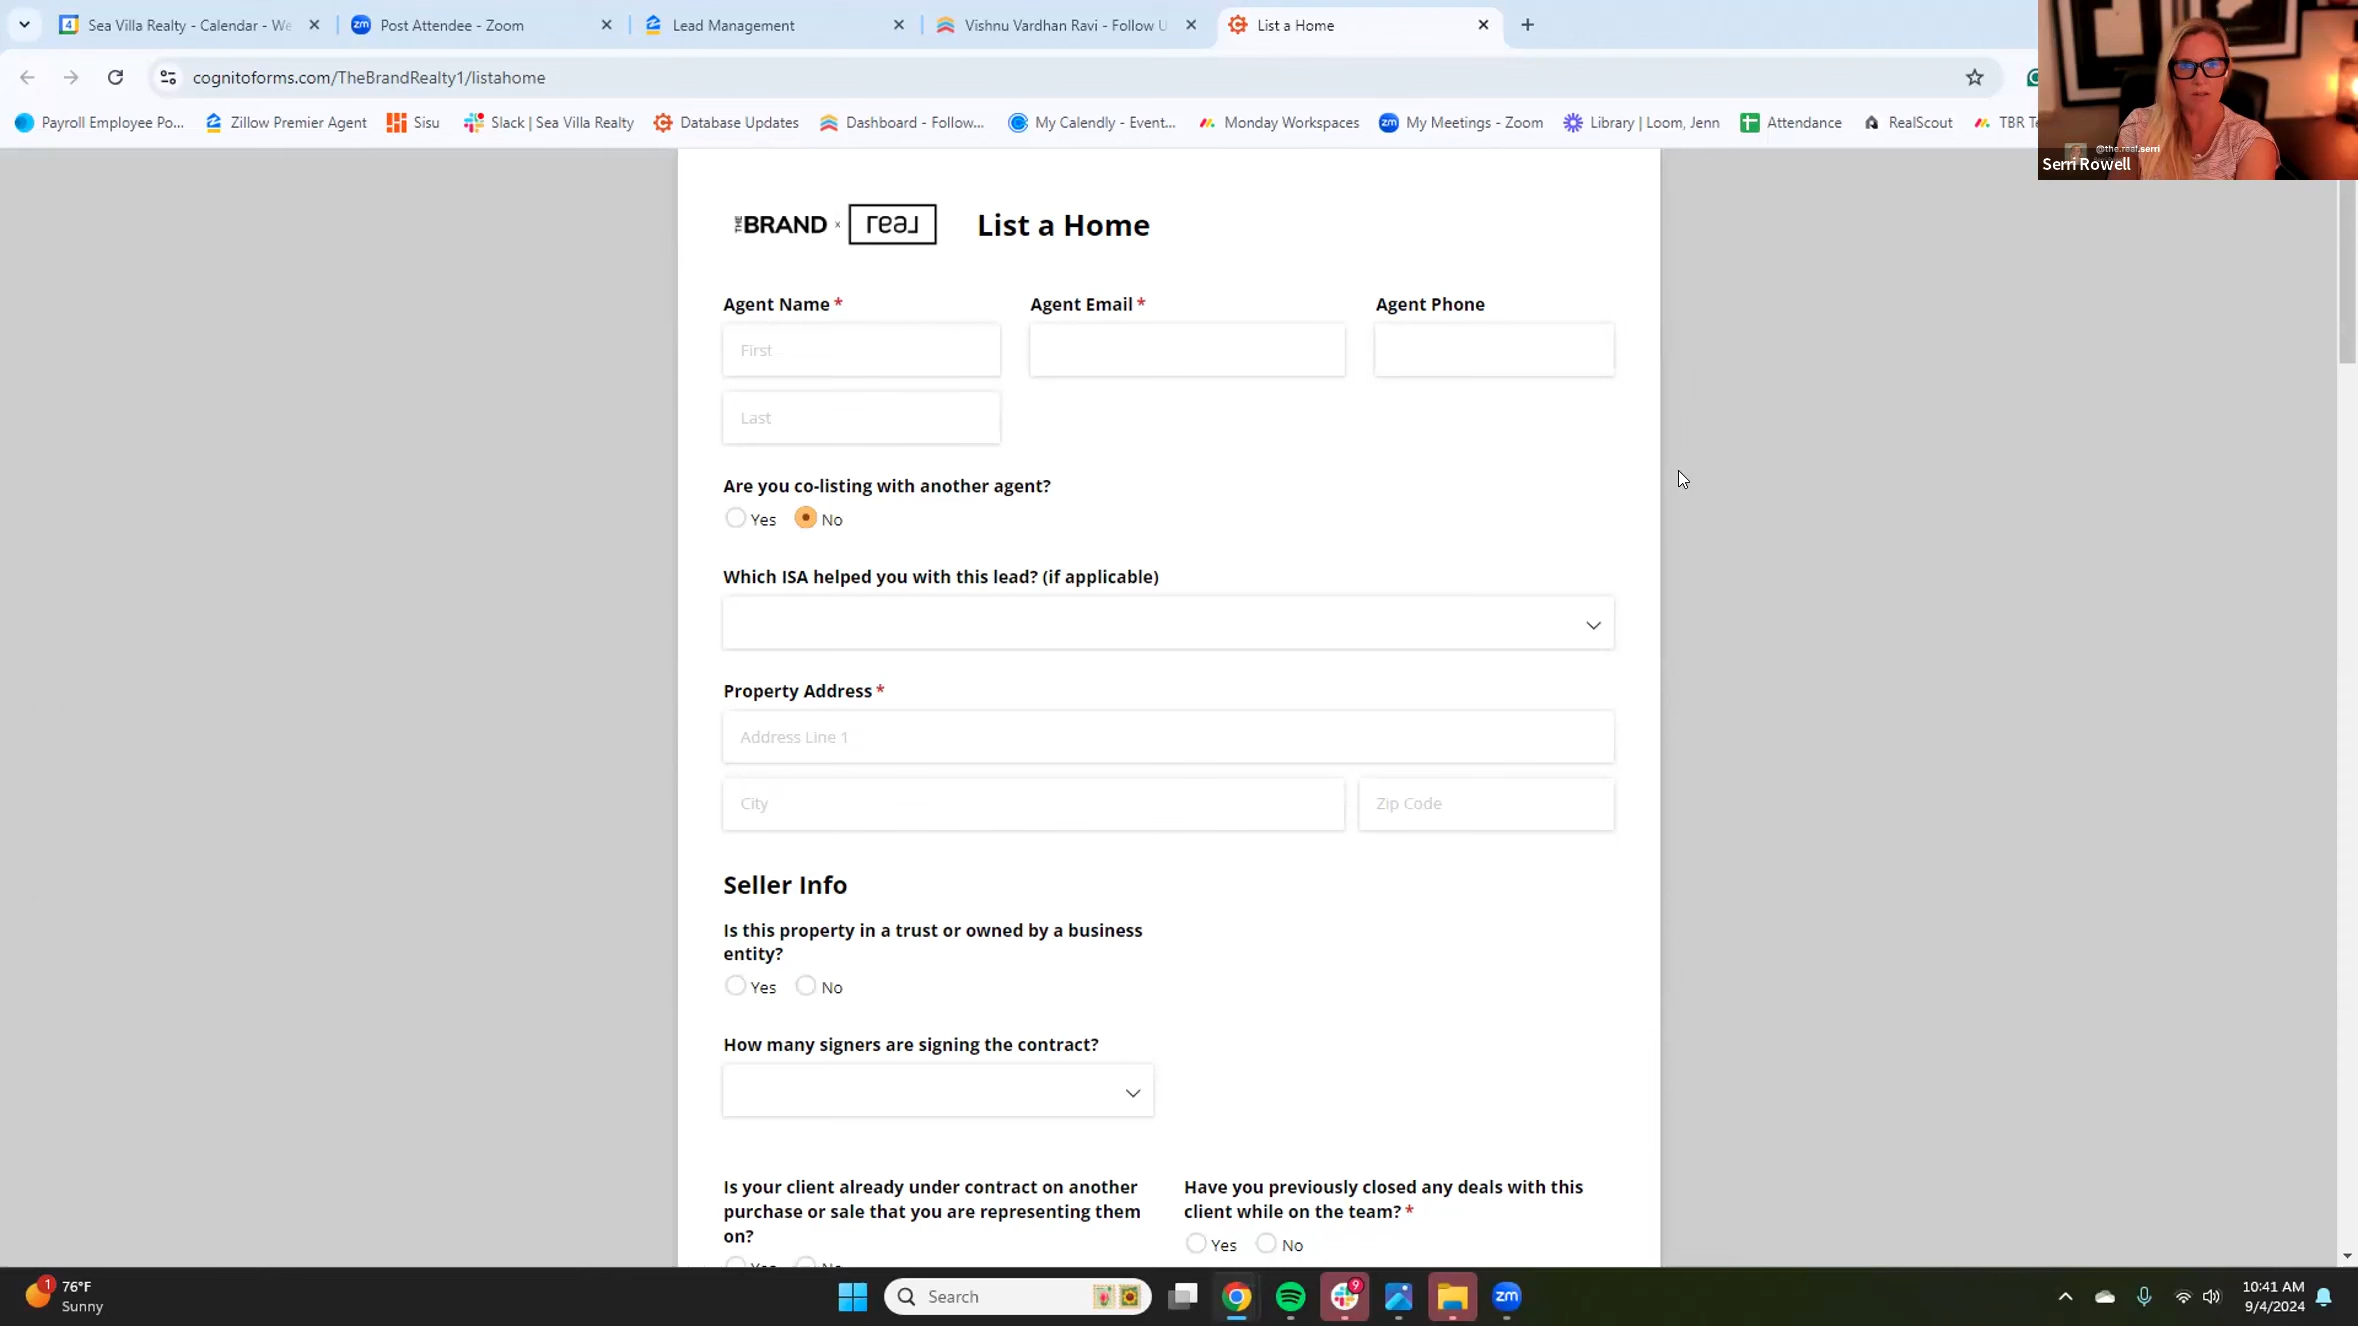 Sea Villa Realty - Calendar - We
Post Attendee - Zoom
Lead Management
Vishnu Vardhan Ravi - Follow U
List a Home
cognitoforms.com/TheBrandRealty1/listahome
Payroll Employee Po...
Zillow Premier Agent
Sisu
Slack | Sea Villa Realty
Database Updates
Dashboard - Follow...
My Calendly - Event...
Monday Workspaces
My Meetings - Zoom
Library | Loom, Jenn
Attendance
RealScout
TBR Te
@the.real.serri
Serri Rowell
THE BRAND x real
List a Home
Agent Name *
Agent Email *
Agent Phone
First
Last
Are you co-listing with another agent?
Yes No
Which ISA helped you with this lead? (if applicable)
Property Address *
Address Line 1
City
Zip Code
Seller Info
Is this property in a trust or owned by a business
entity?
Yes No
How many signers are signing the contract?
Is your client already under contract on another
purchase or sale that you are representing them
on?
Have you previously closed any deals with this
client while on the team? *
Yes No
76°F
Sunny
Search
10:41 AM
9/4/2024